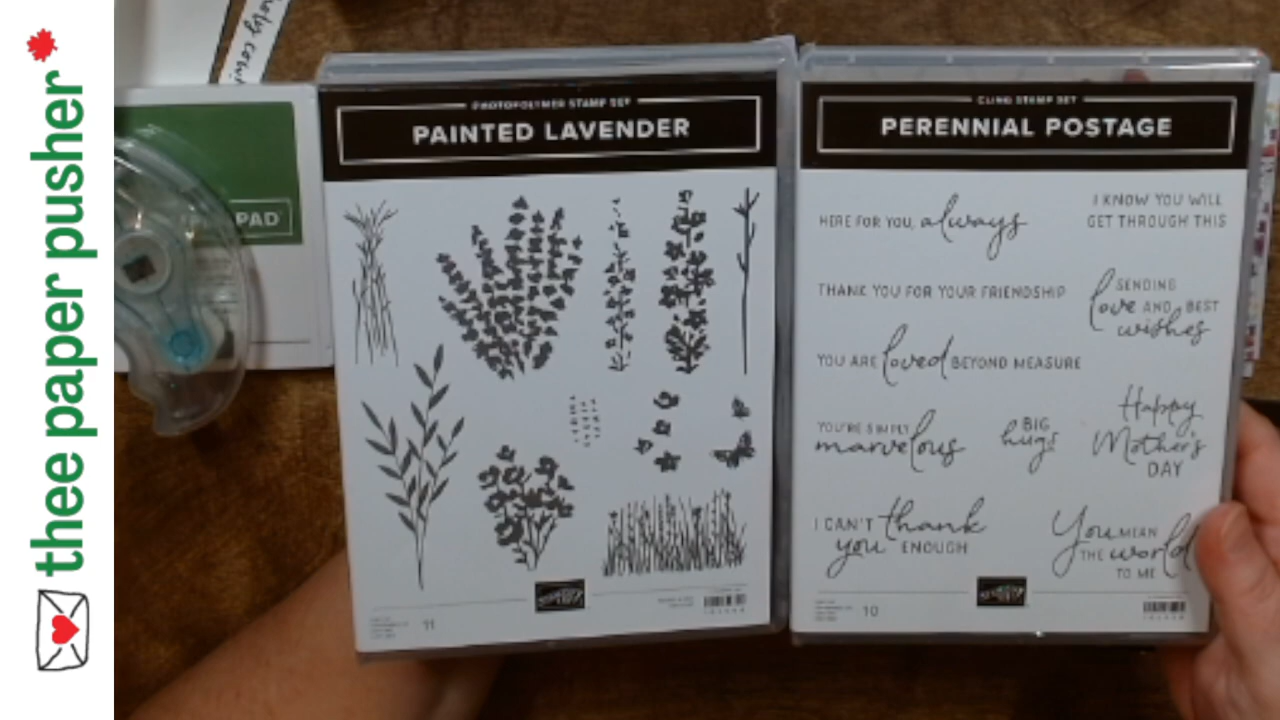 thee paper pusher
PAD
PHOTOPOLYMER STAMP SET
PAINTED LAVENDER
11
CLING STAMP SET
PERENNIAL POSTAGE
HERE FOR YOU, always
I KNOW YOU WILL
GET THROUGH THIS
THANK YOU FOR YOUR FRIENDSHIP
SENDING
love AND BEST
wishes
YOU ARE loved BEYOND MEASURE
YOU'RE SIMPLY
marvelous
BIG
hugs
Happy
Mother's
DAY
I CAN'T thank
you ENOUGH
You MEAN
THE world
TO ME
10